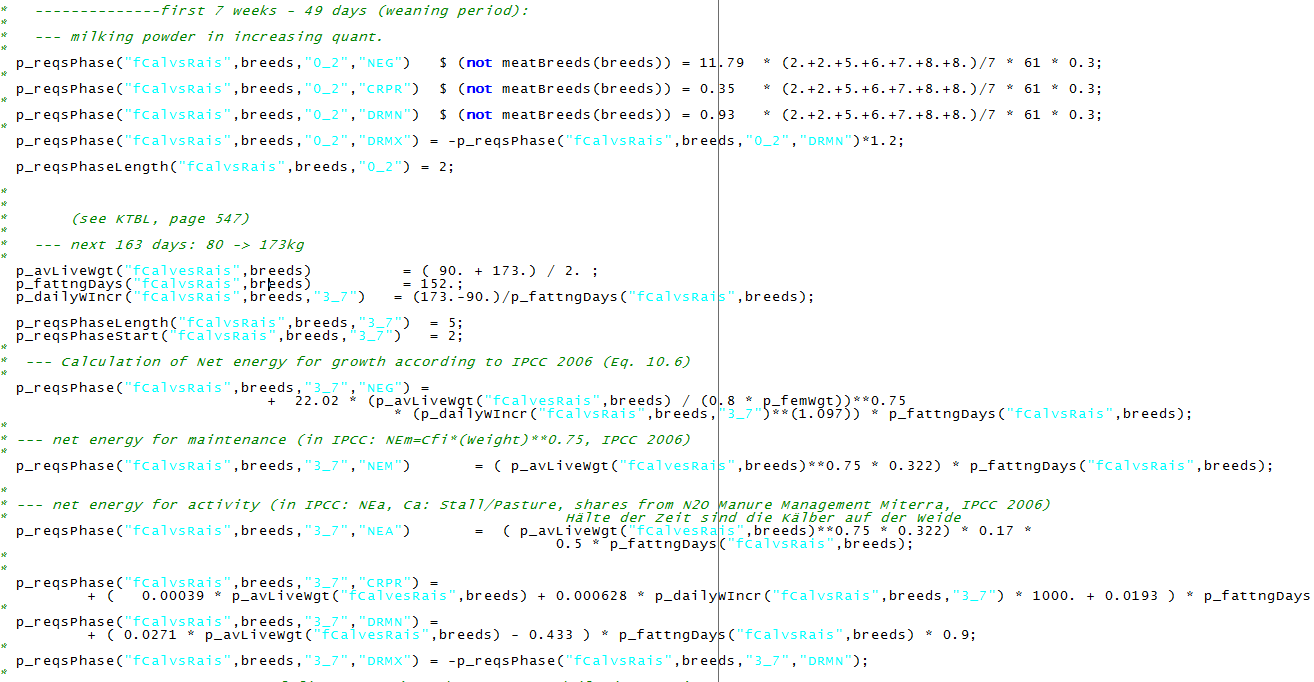 *   --------------first 7 weeks - 49 days (weaning period):
*
*   --- milking powder in increasing quant.
*
p_reqsPhase("fCalvsRais",breeds,"0_2","NEG")   $ (not meatBreeds(breeds)) = 11.79  * (2.+2.+5.+6.+7.+8.+8.)/7 * 61 * 0.3;
*
p_reqsPhase("fCalvsRais",breeds,"0_2","CRPR")  $ (not meatBreeds(breeds)) = 0.35   * (2.+2.+5.+6.+7.+8.+8.)/7 * 61 * 0.3;
*
p_reqsPhase("fCalvsRais",breeds,"0_2","DRMN")  $ (not meatBreeds(breeds)) = 0.93   * (2.+2.+5.+6.+7.+8.+8.)/7 * 61 * 0.3;
*
p_reqsPhase("fCalvsRais",breeds,"0_2","DRMX") = -p_reqsPhase("fCalvsRais",breeds,"0_2","DRMN")*1.2;
p_reqsPhaseLength("fCalvsRais",breeds,"0_2") = 2;
*
*
*       (see KTBL, page 547)
*
*   --- next 163 days: 80 -> 173kg
*
p_avLiveWgt("fCalvesRais",breeds)          = ( 90. + 173.) / 2. ;
p_fattngDays("fCalvsRais",breeds)          = 152.;
p_dailyWIncr("fCalvsRais",breeds,"3_7")   = (173.-90.)/p_fattngDays("fCalvsRais",breeds);
p_reqsPhaseLength("fCalvsRais",breeds,"3_7")  = 5;
p_reqsPhaseStart("fCalvsRais",breeds,"3_7")   = 2;
*
*  --- Calculation of Net energy for growth according to IPCC 2006 (Eq. 10.6)
*
p_reqsPhase("fCalvsRais",breeds,"3_7","NEG") =
+  22.02 * (p_avLiveWgt("fCalvesRais",breeds) / (0.8 * p_femWgt))**0.75
* (p_dailyWIncr("fCalvsRais",breeds,"3_7")**(1.097)) * p_fattngDays("fCalvsRais",breeds);
*
* --- net energy for maintenance (in IPCC: NEm=Cfi*(Weight)**0.75, IPCC 2006)
*
p_reqsPhase("fCalvsRais",breeds,"3_7","NEM")       = ( p_avLiveWgt("fCalvesRais",breeds)**0.75 * 0.322) * p_fattngDays("fCalvsRais",breeds);
*
* --- net energy for activity (in IPCC: NEa, Ca: Stall/Pasture, shares from N2O Manure Management Miterra, IPCC 2006)
*                                                              Hälte der Zeit sind die Kälber auf der Weide
p_reqsPhase("fCalvsRais",breeds,"3_7","NEA")       =  ( p_avLiveWgt("fCalvesRais",breeds)**0.75 * 0.322) * 0.17 *
0.5 * p_fattngDays("fCalvsRais",breeds);
*
*
p_reqsPhase("fCalvsRais",breeds,"3_7","CRPR") =
+ (   0.00039 * p_avLiveWgt("fCalvesRais",breeds) + 0.000628 * p_dailyWIncr("fCalvsRais",breeds,"3_7") * 1000. + 0.0193 ) * p_fattngDays
*
p_reqsPhase("fCalvsRais",breeds,"3_7","DRMN") =
+ ( 0.0271 * p_avLiveWgt("fCalvesRais",breeds) - 0.433 ) * p_fattngDays("fCalvsRais",breeds) * 0.9;
*
p_reqsPhase("fCalvsRais",breeds,"3_7","DRMX") = -p_reqsPhase("fCalvsRais",breeds,"3_7","DRMN");
*